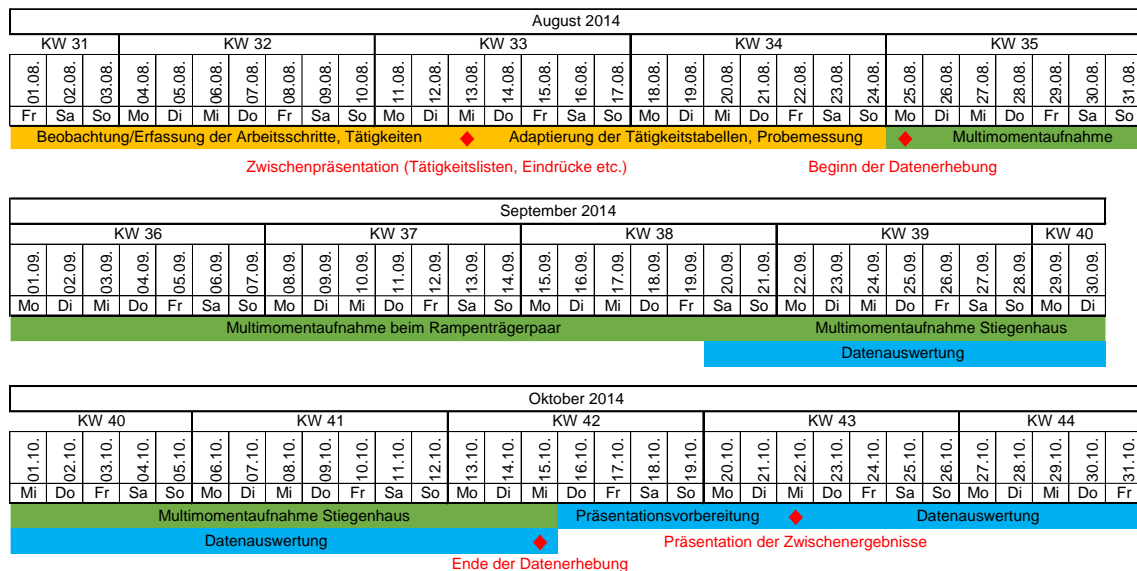 August 2014
KW 31 KW 32 KW 33 KW 34 KW 35
01.08. 02.08. 03.08. 04.08. 05.08. 06.08. 07.08. 08.08. 09.08. 10.08. 11.08. 12.08. 13.08. 14.08. 15.08. 16.08. 17.08. 18.08. 19.08. 20.08. 21.08. 22.08. 23.08. 24.08. 25.08. 26.08. 27.08. 28.08. 29.08. 30.08. 31.08.
Fr Sa So Mo Di Mi Do Fr Sa So Mo Di Mi Do Fr Sa So Mo Di Mi Do Fr Sa So Mo Di Mi Do Fr Sa So
Beobachtung/Erfassung der Arbeitsschritte, Tätigkeiten Adaptierung der Tätigkeitstabellen, Probemessung Multimomentaufnahme
Zwischenpräsentation (Tätigkeitslisten, Eindrücke etc.) Beginn der Datenerhebung
September 2014
KW 36 KW 37 KW 38 KW 39 KW 40
01.09. 02.09. 03.09. 04.09. 05.09. 06.09. 07.09. 08.09. 09.09. 10.09. 11.09. 12.09. 13.09. 14.09. 15.09. 16.09. 17.09. 18.09. 19.09. 20.09. 21.09. 22.09. 23.09. 24.09. 25.09. 26.09. 27.09. 28.09. 29.09. 30.09.
Mo Di Mi Do Fr Sa So Mo Di Mi Do Fr Sa So Mo Di Mi Do Fr Sa So Mo Di Mi Do Fr Sa So Mo Di
Multimomentaufnahme beim Rampenträgerpaar Multimomentaufnahme Stiegenhaus
Datenauswertung
Oktober 2014
KW 40 KW 41 KW 42 KW 43 KW 44
01.10. 02.10. 03.10. 04.10. 05.10. 06.10. 07.10. 08.10. 09.10. 10.10. 11.10. 12.10. 13.10. 14.10. 15.10. 16.10. 17.10. 18.10. 19.10. 20.10. 21.10. 22.10. 23.10. 24.10. 25.10. 26.10. 27.10. 28.10. 29.10. 30.10. 31.10.
Mi Do Fr Sa So Mo Di Mi Do Fr Sa So Mo Di Mi Do Fr Sa So Mo Di Mi Do Fr Sa So Mo Di Mi Do Fr
Multimomentaufnahme Stiegenhaus Präsentationsvorbereitung Datenauswertung
Datenauswertung Präsentation der Zwischenergebnisse
Ende der Datenerhebung